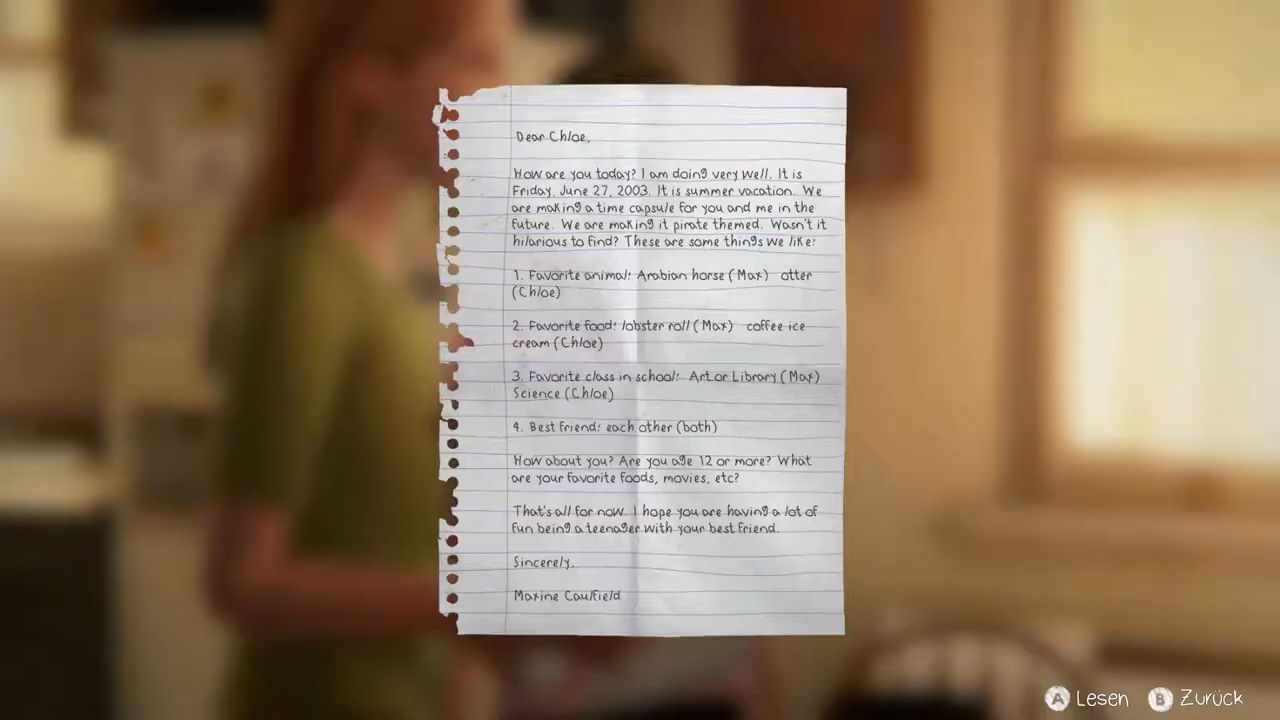 Dear Chloe,
How are you today? I am doing very well. It is
Friday, June 27, 2003. It is summer vacation. We
are making a time capsule for you and me in the
future. We are making it pirate themed. Wasn't it
hilarious to find? These are some things we like:
1. Favorite animal: Arabian horse (Max) otter
(Chloe)
2. Favorite food: lobster roll (Max) coffee ice
cream (Chloe)
3. Favorite class in school: Art or Library (Max)
Science (Chloe)
4. Best friend: each other (both)
How about you? Are you age 12 or more? What
are your favorite foods, movies, etc?
That's all for now. I hope you are having a lot of
fun being a teenager with your best friend.
Sincerely,
Maxine Caulfield
A Lesen B Zurück